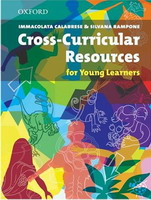 OXFORD
IMMACOLATA CALABRESE & SILVANA RAMPONE
Cross-Curricular
Resources
for Young Learners